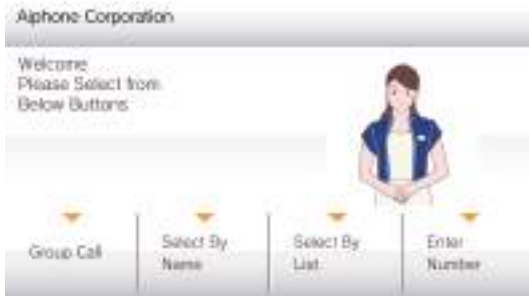 Aiphone Corporation
Welcome
Please Select from
Below Buttons
Group Call
Select By
Name
Select By
List
Enter
Number